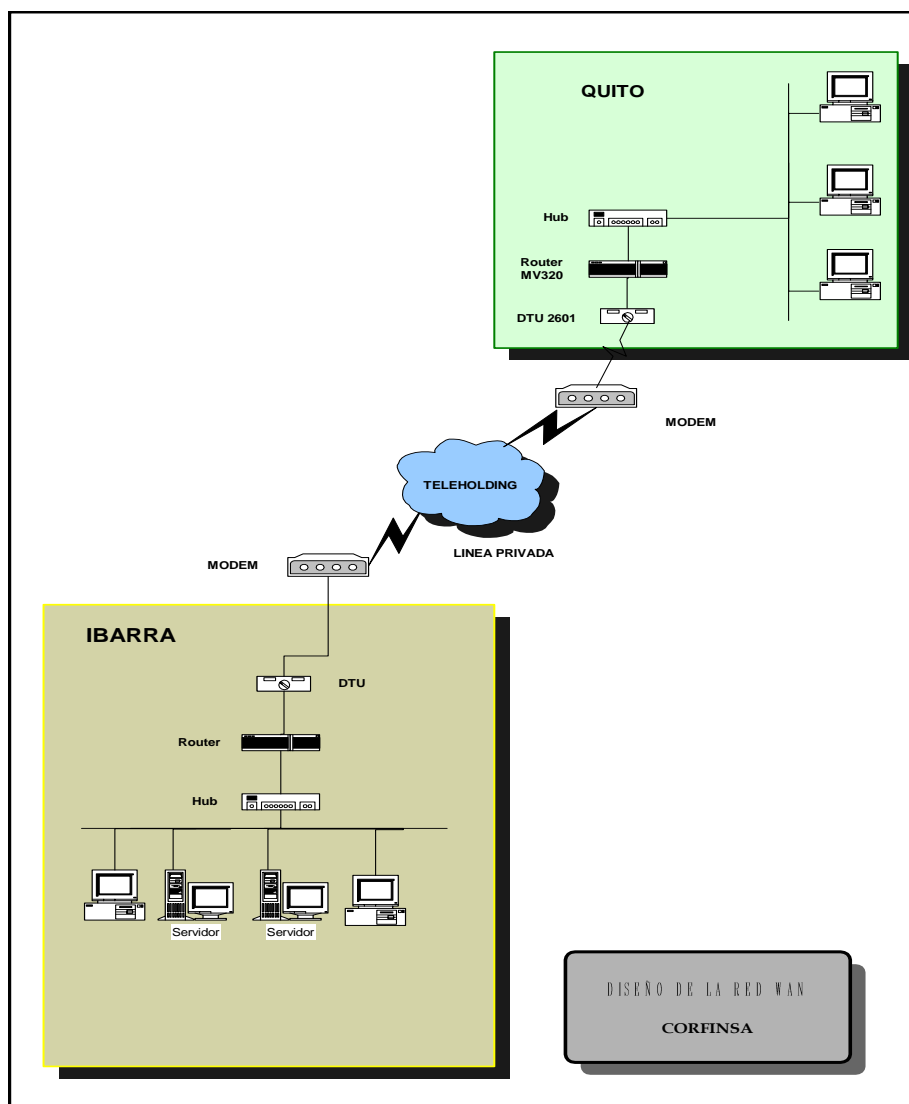 QUITO
Hub
Router
MV320
DTU 2601
MODEM
TELEHOLDING
LINEA PRIVADA
MODEM
IBARRA
DTU
Router
Hub
Servidor
Servidor
DISEÑO DE LA RED WAN
CORFINSA